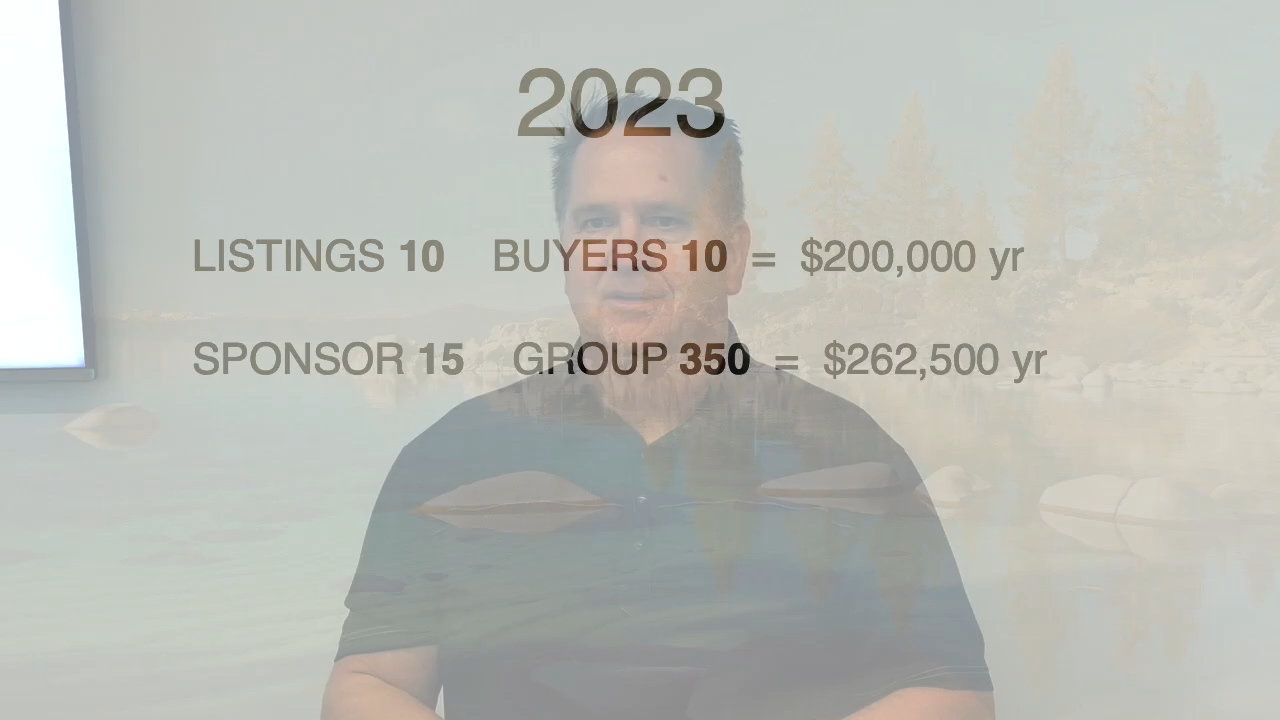 2023
LISTINGS 10 BUYERS 10 = $200,000 yr
SPONSOR 15 GROUP 350 = $262,500 yr